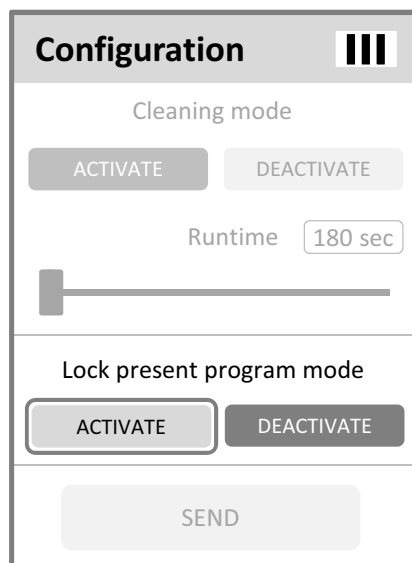 Configuration
Cleaning mode
ACTIVATE DEACTIVATE
Runtime 180 sec
Lock present program mode
ACTIVATE DEACTIVATE
SEND